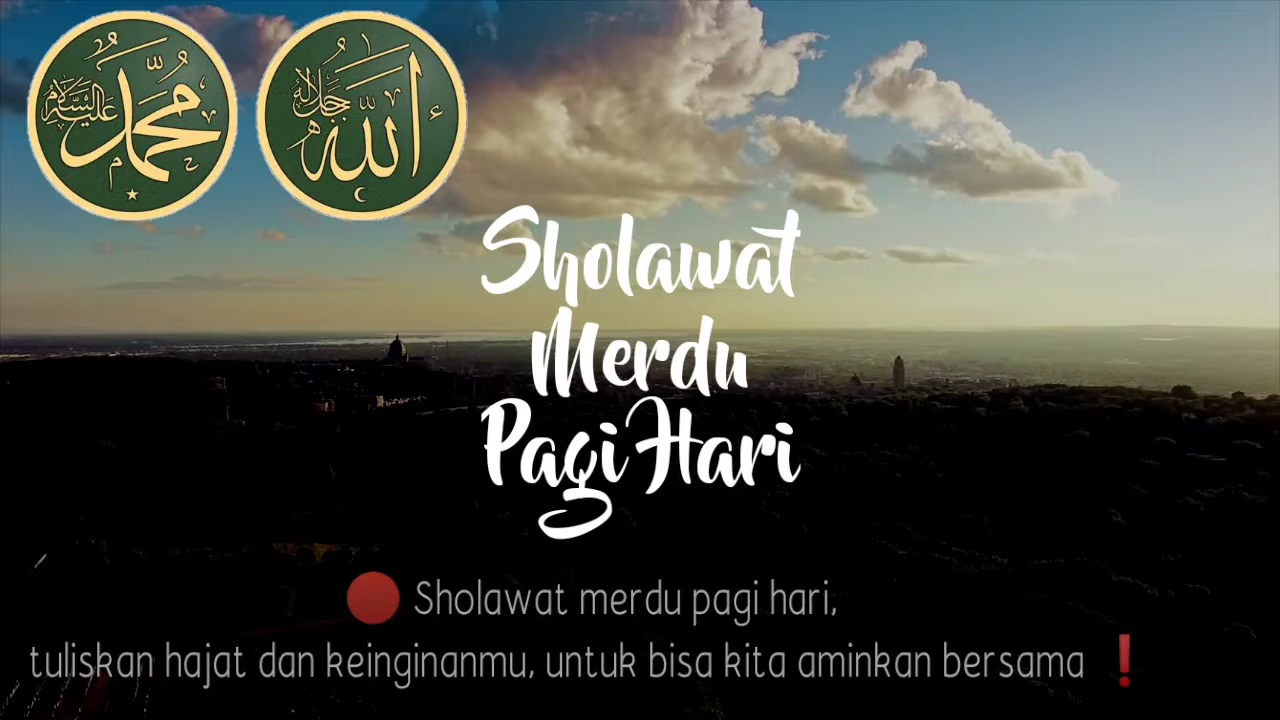 محمد عليه السلام
الله جل جلاله
Sholawat
Merdu
Pagi Hari
Sholawat merdu pagi hari,
tuliskan hajat dan keinginanmu, untuk bisa kita aminkan bersama ❗